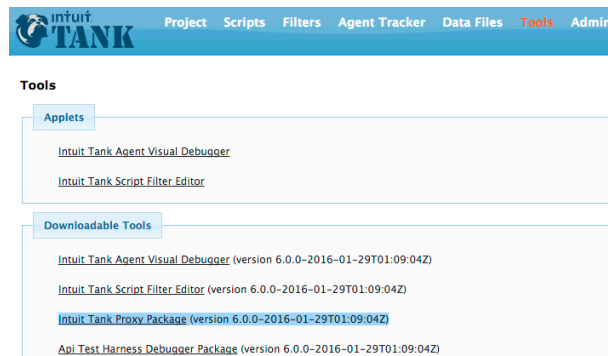 intuit.
TANK
Project Scripts Filters Agent Tracker Data Files Tools Admin
Tools
Applets
Intuit Tank Agent Visual Debugger
Intuit Tank Script Filter Editor
Downloadable Tools
Intuit Tank Agent Visual Debugger (version 6.0.0-2016-01-29T01:09:04Z)
Intuit Tank Script Filter Editor (version 6.0.0-2016-01-29T01:09:04Z)
Intuit Tank Proxy Package (version 6.0.0-2016-01-29T01:09:04Z)
Api Test Harness Debugger Package (version 6.0.0-2016-01-29T01:09:04Z)